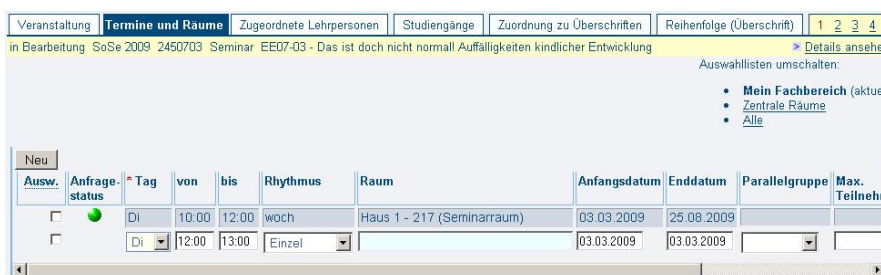 Veranstaltung Termine und Räume Zugeordnete Lehrpersonen Studiengänge Zuordnung zu Überschriften Reihenfolge (Überschrift) 1 2 3 4
in Bearbeitung SoSe 2009 2450703 Seminar EE07-03 - Das ist doch nicht normal! Auffälligkeiten kindlicher Entwicklung Details ansehe
Auswahllisten umschalten:
Mein Fachbereich (aktue
Zentrale Räume
Alle
Neu
Ausw. Anfrage- * Tag von bis Rhythmus Raum Anfangsdatum Enddatum Parallelgruppe Max.
status Teilnehm
Di 10:00 12:00 woch Haus 1 - 217 (Seminarraum) 03.03.2009 25.08.2009
Di 12:00 13:00 Einzel 03.03.2009 03.03.2009